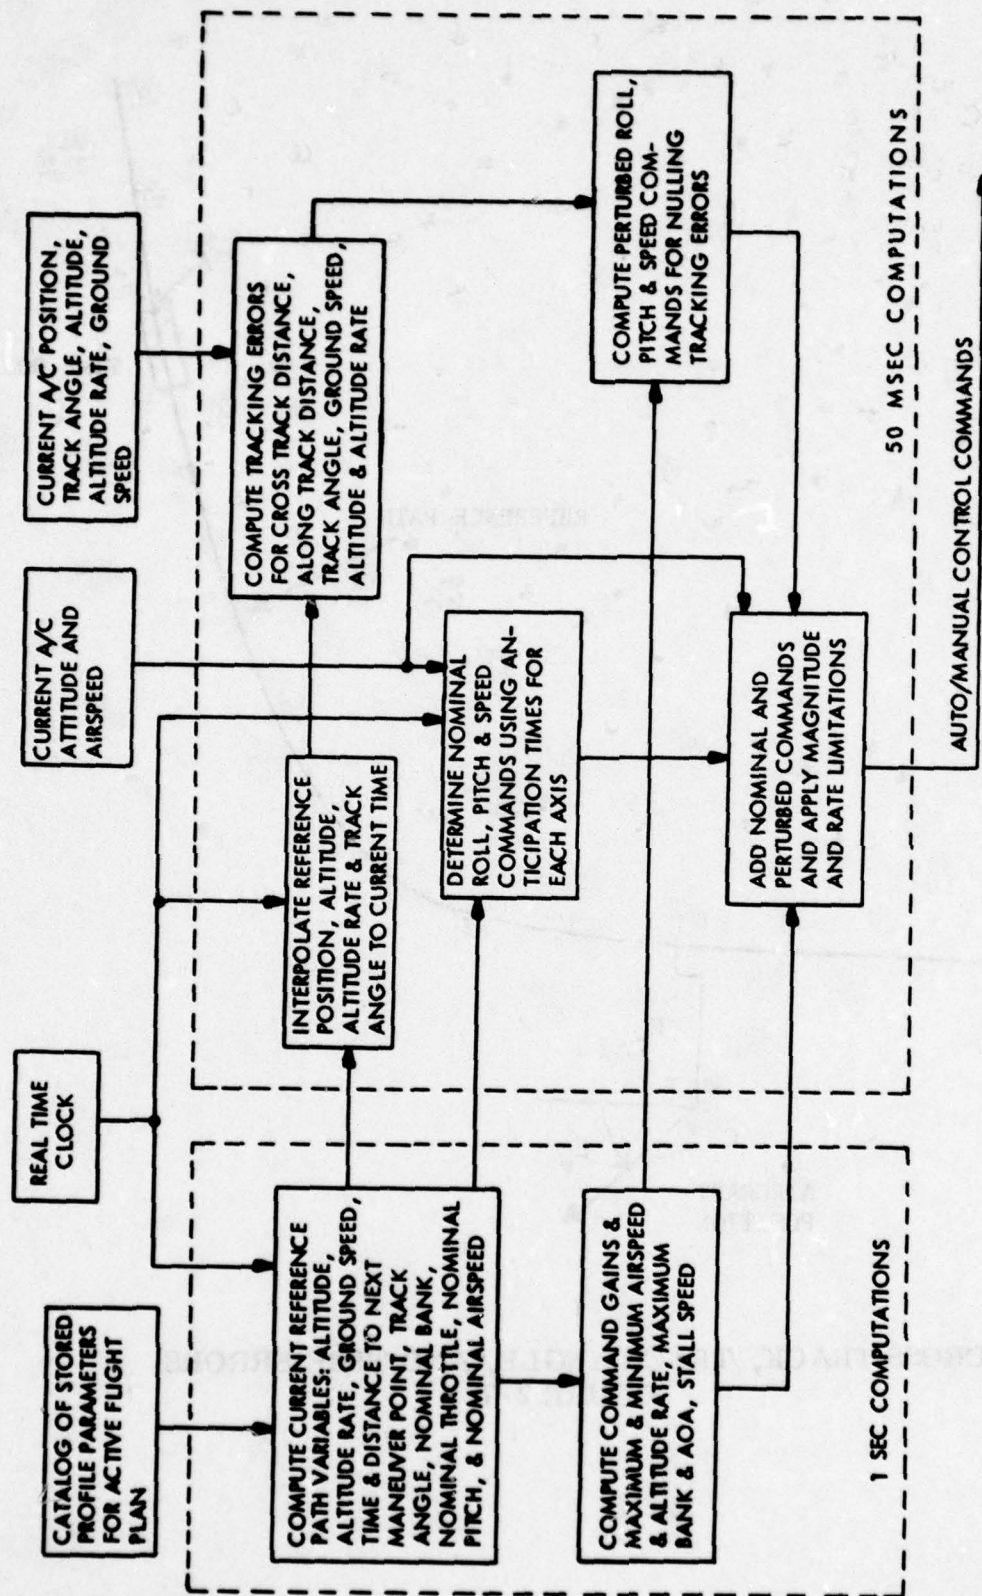 CATALOG OF STORED
PROFILE PARAMETERS
FOR ACTIVE FLIGHT
PLAN
REAL TIME
CLOCK
CURRENT A/C
ATTITUDE AND
AIRSPEED
CURRENT A/C POSITION,
TRACK ANGLE, ALTITUDE,
ALTITUDE RATE, GROUND
SPEED
COMPUTE CURRENT REFERENCE
PATH VARIABLES: ALTITUDE,
ALTITUDE RATE, GROUND SPEED,
TIME & DISTANCE TO NEXT
MANEUVER POINT, TRACK
ANGLE, NOMINAL BANK,
NOMINAL THROTTLE, NOMINAL
PITCH, & NOMINAL AIRSPEED
INTERPOLATE REFERENCE
POSITION, ALTITUDE,
ALTITUDE RATE & TRACK
ANGLE TO CURRENT TIME
COMPUTE TRACKING ERRORS
FOR CROSS TRACK DISTANCE,
ALONG TRACK DISTANCE,
TRACK ANGLE, GROUND SPEED,
ALTITUDE & ALTITUDE RATE
DETERMINE NOMINAL
ROLL, PITCH & SPEED
COMMANDS USING AN-
TICIPATION TIMES FOR
EACH AXIS
COMPUTE COMMAND GAINS &
MAXIMUM & MINIMUM AIRSPEED
& ALTITUDE RATE, MAXIMUM
BANK & AOA, STALL SPEED
COMPUTE PERTURBED ROLL,
PITCH & SPEED COM-
MANDS FOR NULLING
TRACKING ERRORS
ADD NOMINAL AND
PERTURBED COMMANDS
AND APPLY MAGNITUDE
AND RATE LIMITATIONS
1 SEC COMPUTATIONS
50 MSEC COMPUTATIONS
AUTO/MANUAL CONTROL COMMANDS